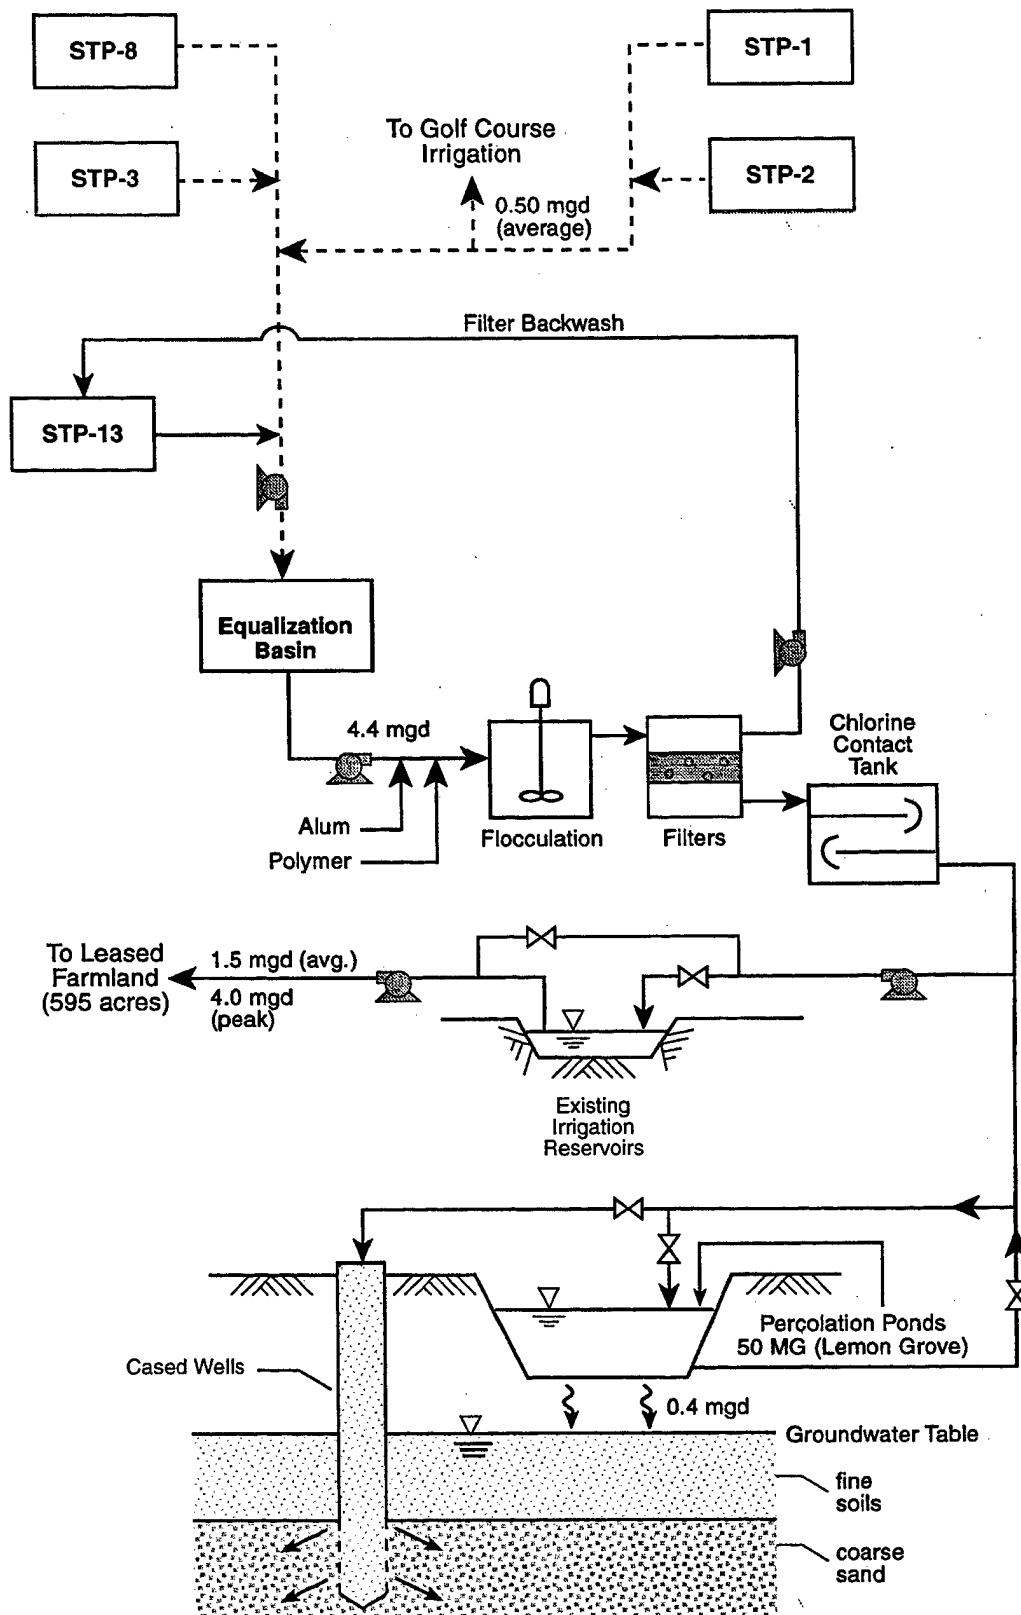 STP-8
STP-1
To Golf Course
Irrigation
STP-3
STP-2
0.50 mgd
(average)
Filter Backwash
STP-13
Equalization
Basin
4.4 mgd
Chlorine
Contact
Tank
Alum
Polymer
Flocculation
Filters
To Leased
Farmland
(595 acres)
1.5 mgd (avg.)
4.0 mgd
(peak)
Existing
Irrigation
Reservoirs
Percolation Ponds
50 MG (Lemon Grove)
Cased Wells
0.4 mgd
Groundwater Table
fine
soils
coarse
sand